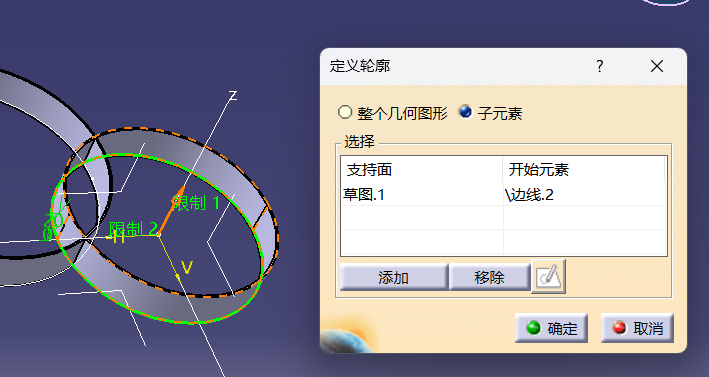 定义轮廓
整个几何图形 子元素
选择
支持面 开始元素
草图.1 \边线.2
添加 移除
确定 取消
Z
限制 1
限制 2
20
H
V